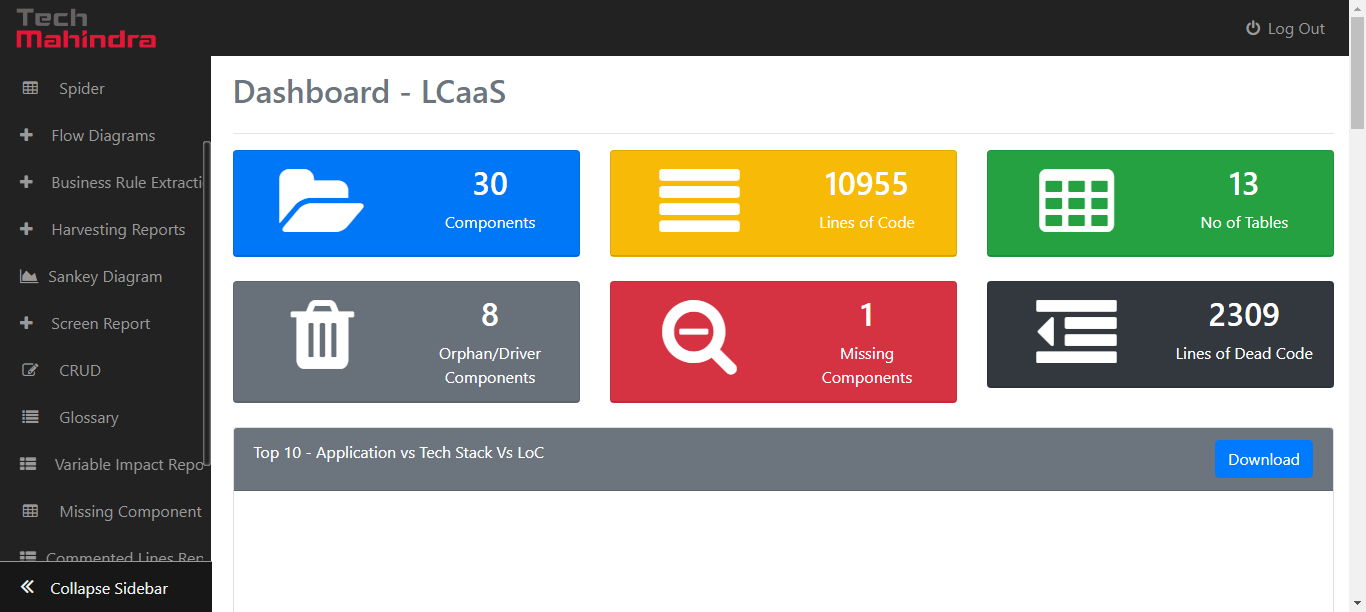 Tech
Mahindra
Log Out
Spider
Flow Diagrams
Business Rule Extracti
Harvesting Reports
Sankey Diagram
Screen Report
CRUD
Glossary
Variable Impact Repo
Missing Component
Commented Lines Rep
Collapse Sidebar
Dashboard - LCaaS
30
Components
10955
Lines of Code
13
No of Tables
8
Orphan/Driver
Components
1
Missing
Components
2309
Lines of Dead Code
Top 10 - Application vs Tech Stack Vs LoC
Download